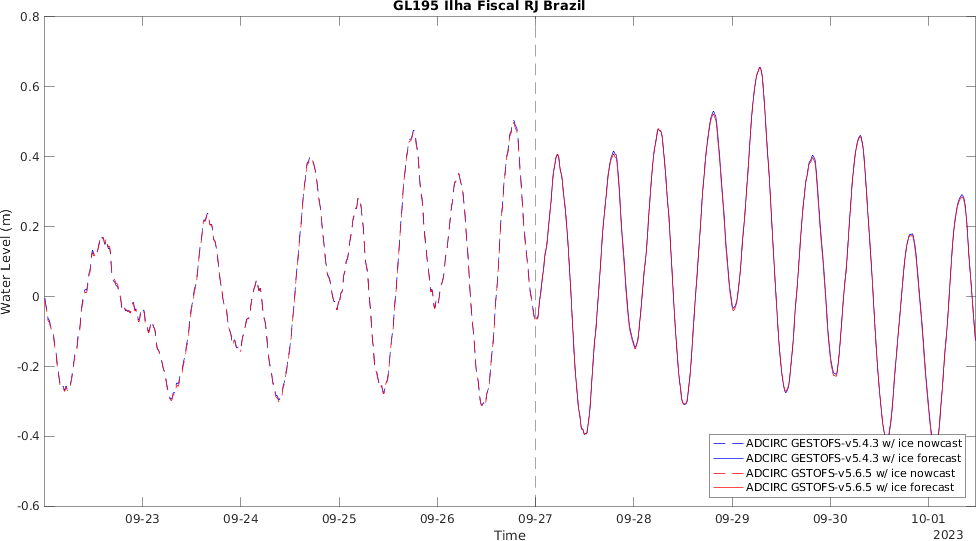 GL195 Ilha Fiscal RJ Brazil
0.8
0.6
0.4
0.2
0
-0.2
-0.4
-0.6
Water Level (m)
ADCIRC GESTOFS-v5.4.3 w/ ice nowcast
ADCIRC GESTOFS-v5.4.3 w/ ice forecast
ADCIRC GSTOFS-v5.6.5 w/ ice nowcast
ADCIRC GSTOFS-v5.6.5 w/ ice forecast
09-23 09-24 09-25 09-26 09-27 09-28 09-29 09-30 10-01
Time 2023